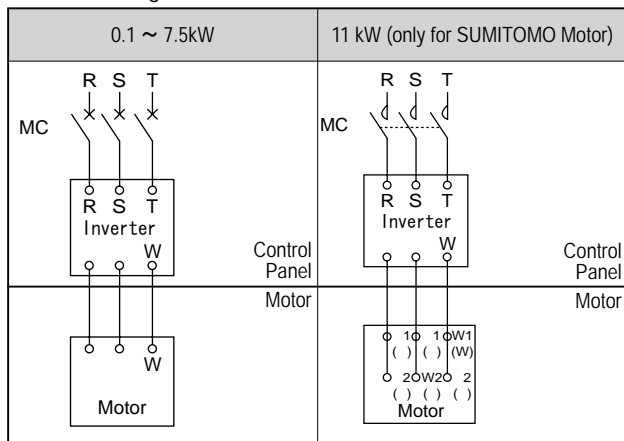 0.1 ~ 7.5kW
11 kW (only for SUMITOMO Motor)
R S T
MC
R S T
Inverter
W
Control
Panel
Motor
W
Motor
R S T
MC
R S T
Inverter
W
Control
Panel
Motor
1 1 W1
( ) ( ) (W)
2 W2 2
( ) ( ) ( )
Motor